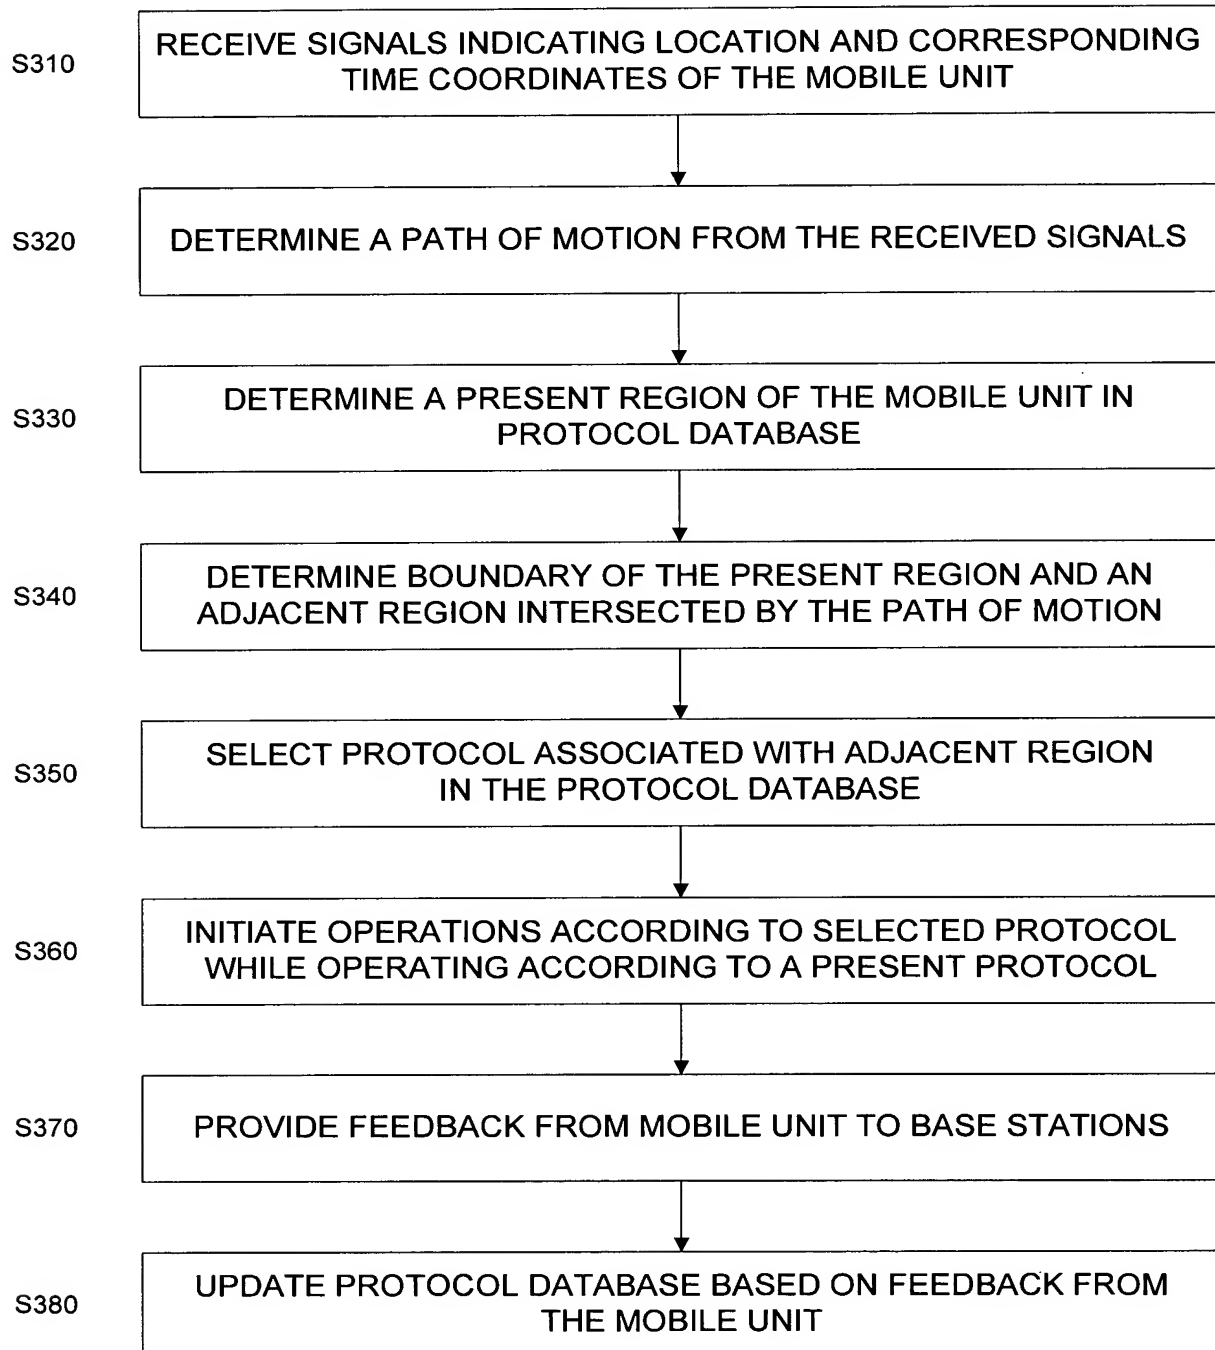 S310
RECEIVE SIGNALS INDICATING LOCATION AND CORRESPONDING
TIME COORDINATES OF THE MOBILE UNIT
S320
DETERMINE A PATH OF MOTION FROM THE RECEIVED SIGNALS
S330
DETERMINE A PRESENT REGION OF THE MOBILE UNIT IN
PROTOCOL DATABASE
S340
DETERMINE BOUNDARY OF THE PRESENT REGION AND AN
ADJACENT REGION INTERSECTED BY THE PATH OF MOTION
S350
SELECT PROTOCOL ASSOCIATED WITH ADJACENT REGION
IN THE PROTOCOL DATABASE
S360
INITIATE OPERATIONS ACCORDING TO SELECTED PROTOCOL
WHILE OPERATING ACCORDING TO A PRESENT PROTOCOL
S370
PROVIDE FEEDBACK FROM MOBILE UNIT TO BASE STATIONS
S380
UPDATE PROTOCOL DATABASE BASED ON FEEDBACK FROM
THE MOBILE UNIT